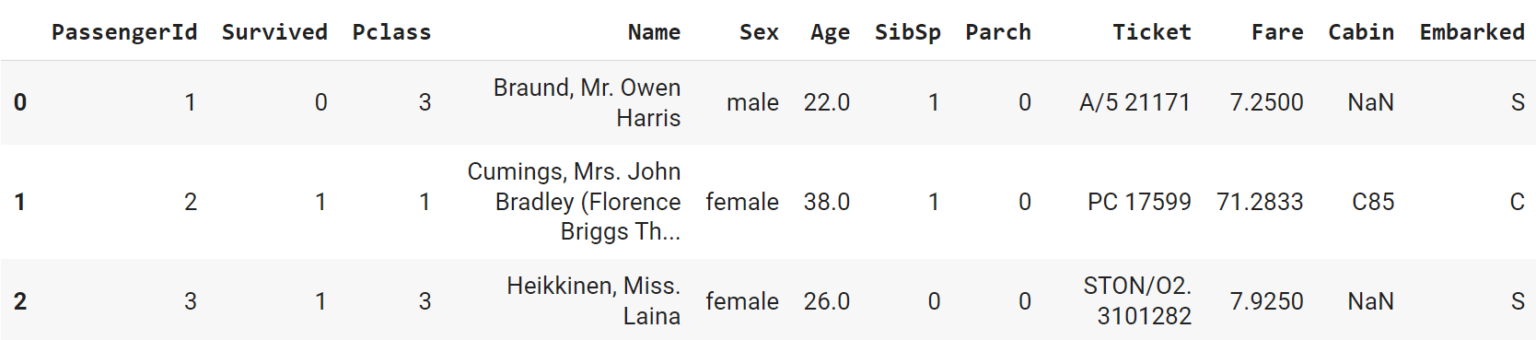 PassengerId Survived Pclass Name Sex Age SibSp Parch Ticket Fare Cabin Embarked
0 1 0 3 Braund, Mr. Owen Harris male 22.0 1 0 A/5 21171 7.2500 NaN S
1 2 1 1 Cumings, Mrs. John Bradley (Florence Briggs Th... female 38.0 1 0 PC 17599 71.2833 C85 C
2 3 1 3 Heikkinen, Miss. Laina female 26.0 0 0 STON/O2. 3101282 7.9250 NaN S